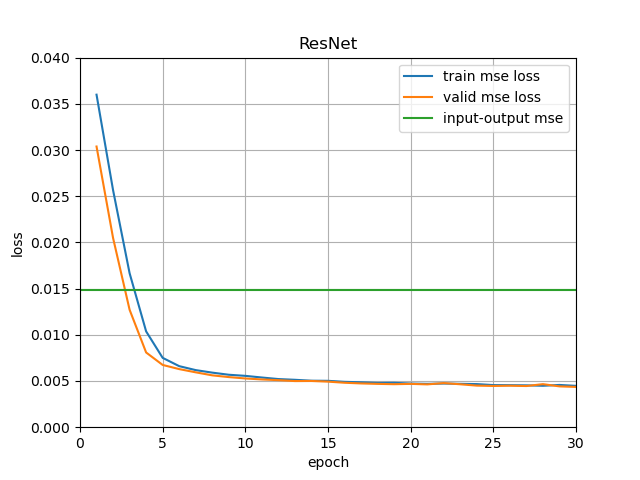 ResNet
0.040
0.035
0.030
0.025
0.020
0.015
0.010
0.005
0.000
loss
train mse loss
valid mse loss
input-output mse
0 5 10 15 20 25 30
epoch